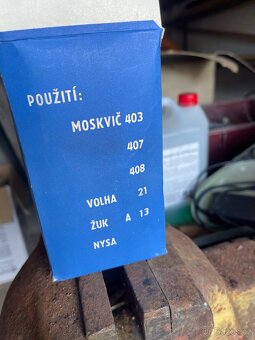 POUŽITÍ:
MOSKVIČ 403
407
408
VOLHA 21
ŽUK A 13
NYSA